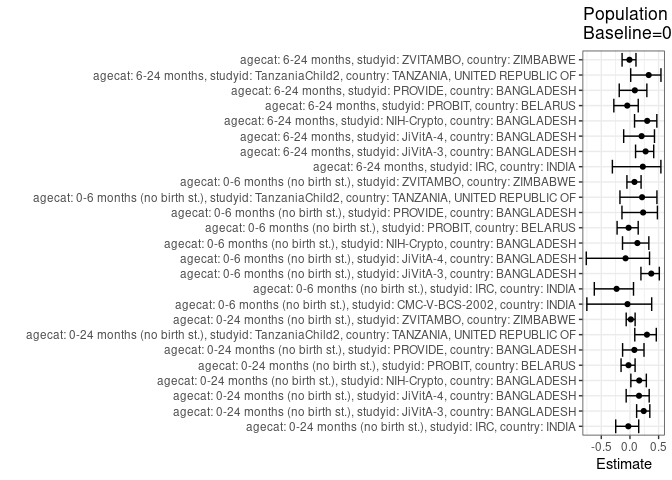 Population
Baseline=0
agecat: 6-24 months, studyid: ZVITAMBO, country: ZIMBABWE
agecat: 6-24 months, studyid: TanzaniaChild2, country: TANZANIA, UNITED REPUBLIC OF
agecat: 6-24 months, studyid: PROVIDE, country: BANGLADESH
agecat: 6-24 months, studyid: PROBIT, country: BELARUS
agecat: 6-24 months, studyid: NIH-Crypto, country: BANGLADESH
agecat: 6-24 months, studyid: JiVitA-4, country: BANGLADESH
agecat: 6-24 months, studyid: JiVitA-3, country: BANGLADESH
agecat: 6-24 months, studyid: IRC, country: INDIA
agecat: 0-6 months (no birth st.), studyid: ZVITAMBO, country: ZIMBABWE
agecat: 0-6 months (no birth st.), studyid: TanzaniaChild2, country: TANZANIA, UNITED REPUBLIC OF
agecat: 0-6 months (no birth st.), studyid: PROVIDE, country: BANGLADESH
agecat: 0-6 months (no birth st.), studyid: PROBIT, country: BELARUS
agecat: 0-6 months (no birth st.), studyid: NIH-Crypto, country: BANGLADESH
agecat: 0-6 months (no birth st.), studyid: JiVitA-4, country: BANGLADESH
agecat: 0-6 months (no birth st.), studyid: JiVitA-3, country: BANGLADESH
agecat: 0-6 months (no birth st.), studyid: IRC, country: INDIA
agecat: 0-6 months (no birth st.), studyid: CMC-V-BCS-2002, country: INDIA
agecat: 0-24 months (no birth st.), studyid: ZVITAMBO, country: ZIMBABWE
agecat: 0-24 months (no birth st.), studyid: TanzaniaChild2, country: TANZANIA, UNITED REPUBLIC OF
agecat: 0-24 months (no birth st.), studyid: PROVIDE, country: BANGLADESH
agecat: 0-24 months (no birth st.), studyid: PROBIT, country: BELARUS
agecat: 0-24 months (no birth st.), studyid: NIH-Crypto, country: BANGLADESH
agecat: 0-24 months (no birth st.), studyid: JiVitA-4, country: BANGLADESH
agecat: 0-24 months (no birth st.), studyid: JiVitA-3, country: BANGLADESH
agecat: 0-24 months (no birth st.), studyid: IRC, country: INDIA
-0.5 0.0 0.5
Estimate